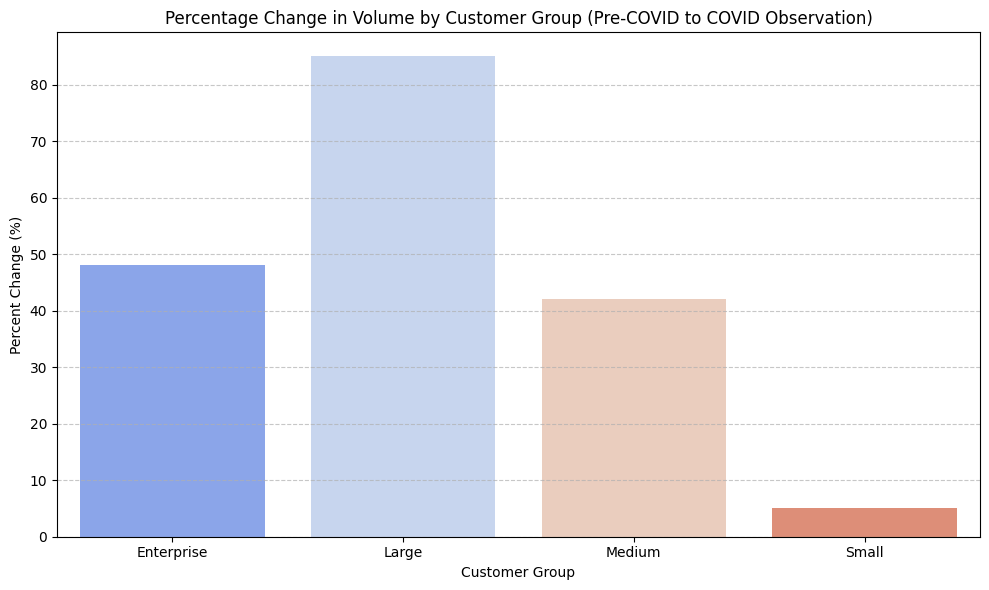 Percentage Change in Volume by Customer Group (Pre-COVID to COVID Observation)
Percent Change (%)
80
70
60
50
40
30
20
10
0
Enterprise Large Medium Small
Customer Group